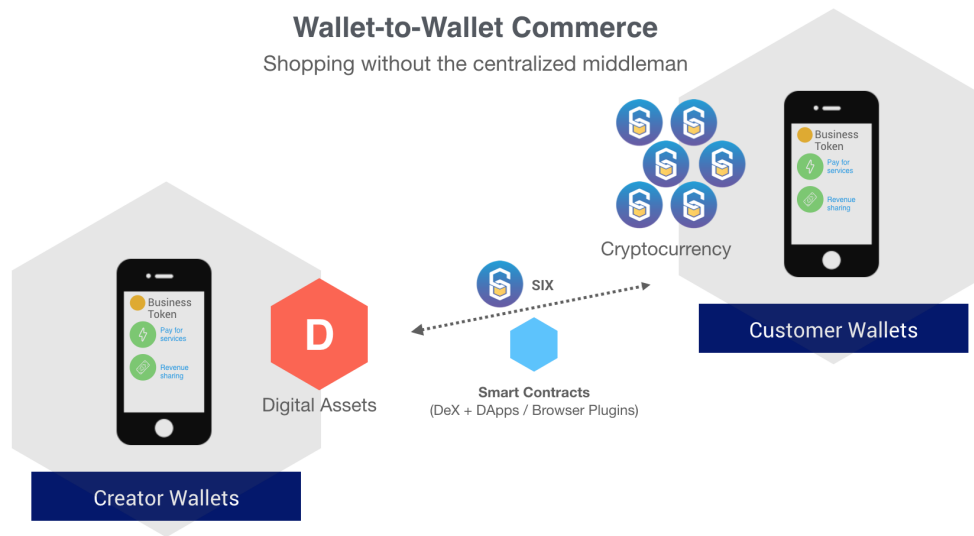 Wallet-to-Wallet Commerce
Shopping without the centralized middleman
Business
Token
Pay for
services
Revenue
sharing
Cryptocurrency
Customer Wallets
SIX
Smart Contracts
(DeX + DApps / Browser Plugins)
Business
Token
Pay for
services
Revenue
sharing
D
Digital Assets
Creator Wallets